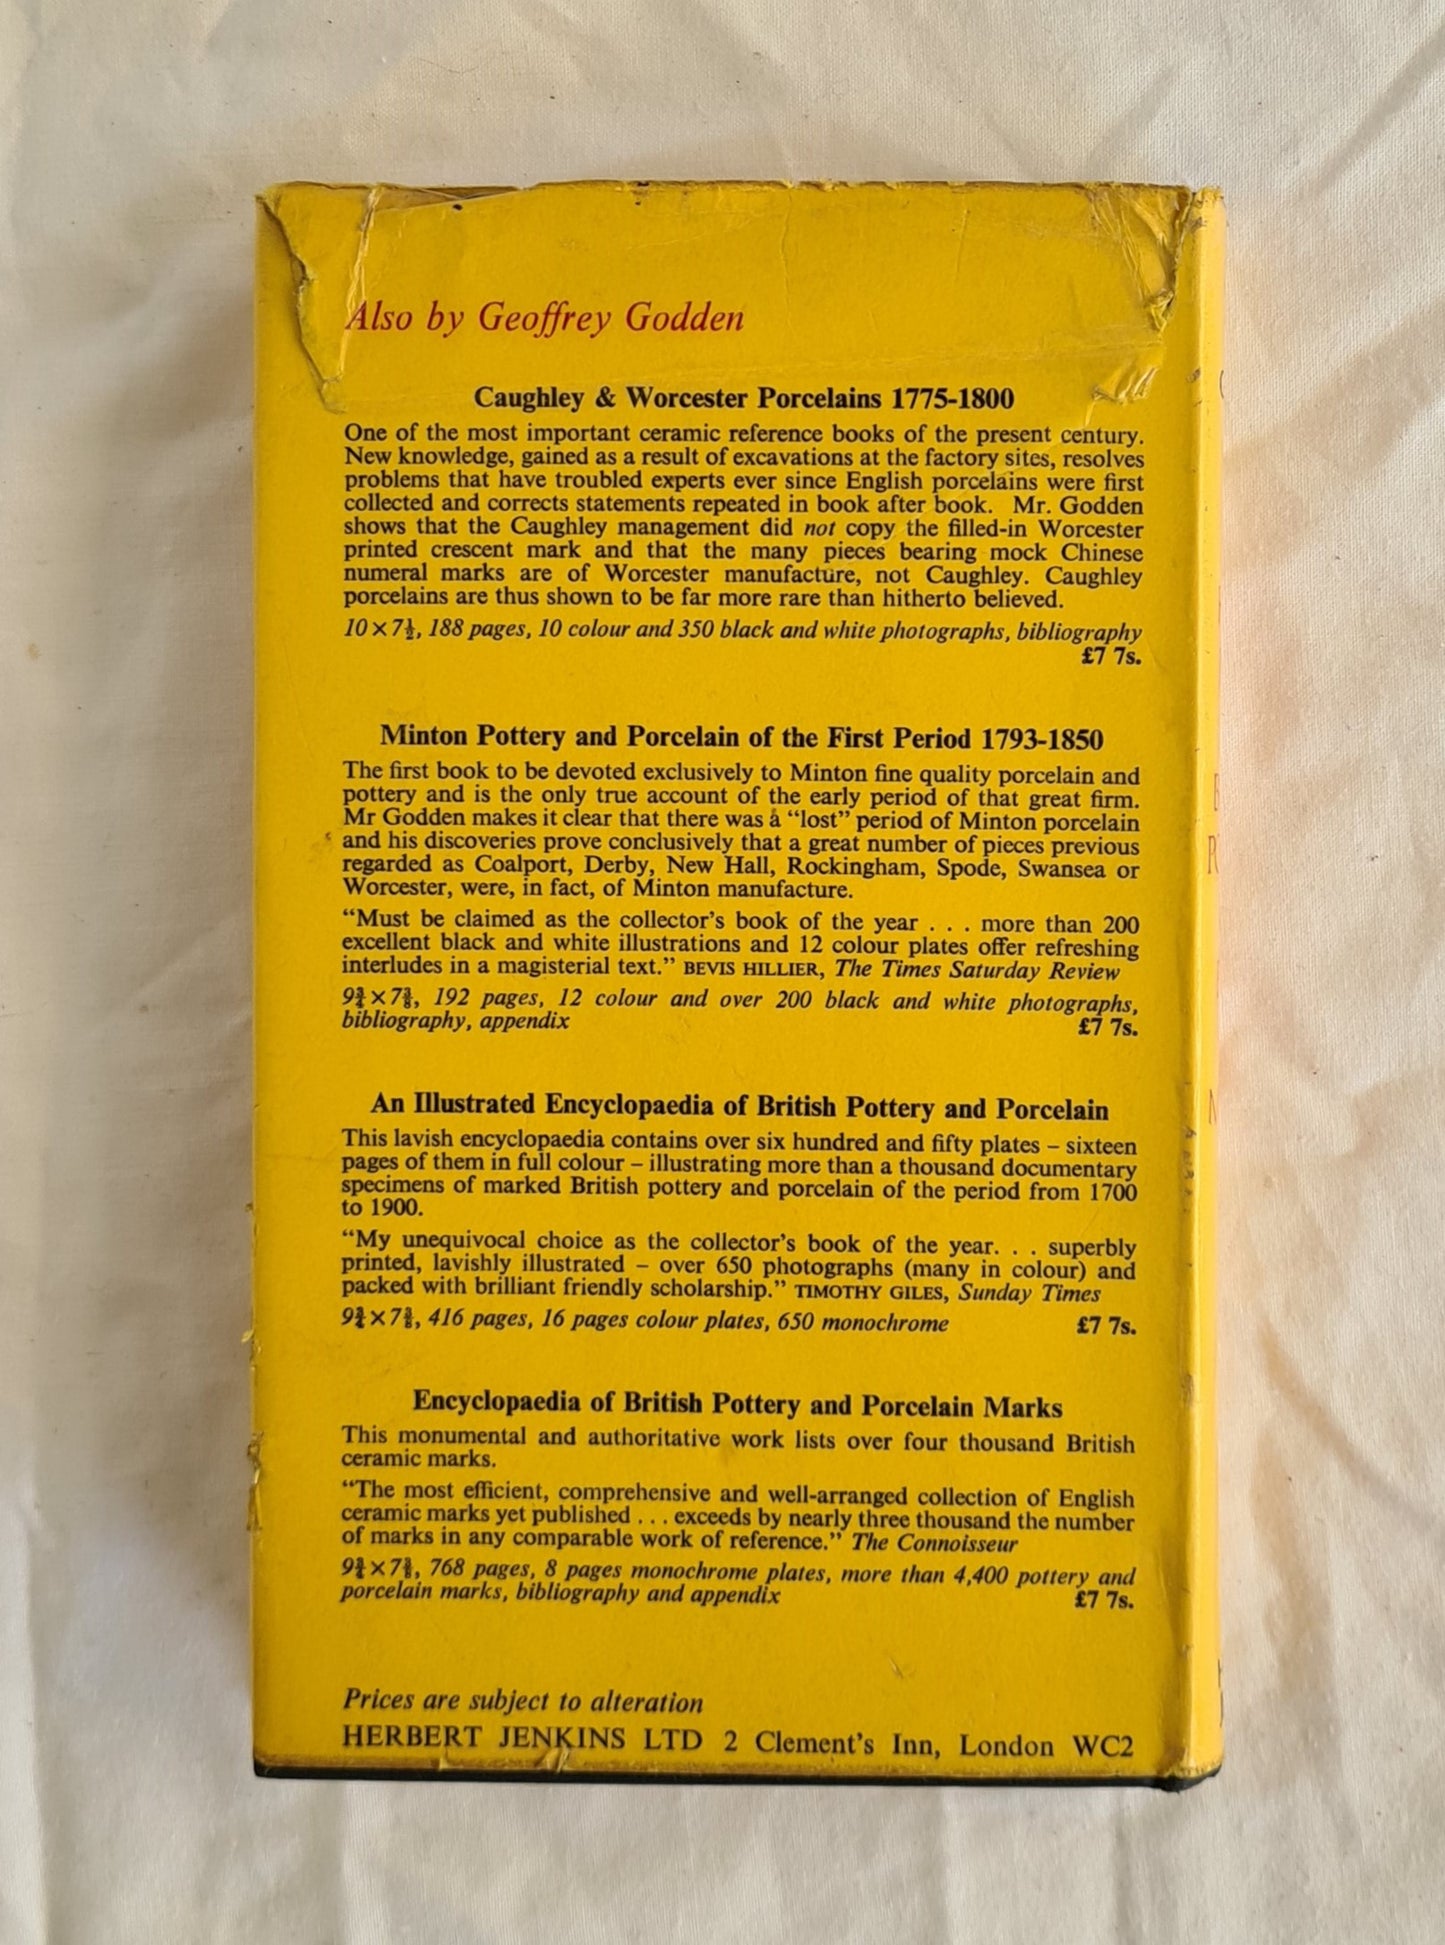 Also by Geoffrey Godden
Caughley & Worcester Porcelains 1775-1800
One of the most important ceramic reference books of the present century.
New knowledge, gained as a result of excavations at the factory sites, resolves
problems that have troubled experts ever since English porcelains were first
collected and corrects statements repeated in book after book. Mr. Godden
shows that the Caughley management did not copy the filled-in Worcester
printed crescent mark and that the many pieces bearing mock Chinese
numeral marks are of Worcester manufacture, not Caughley. Caughley
porcelains are thus shown to be far more rare than hitherto believed.
10×7½, 188 pages, 10 colour and 350 black and white photographs, bibliography
£7 7s.
Minton Pottery and Porcelain of the First Period 1793-1850
The first book to be devoted exclusively to Minton fine quality porcelain and
pottery and is the only true account of the early period of that great firm.
Mr Godden makes it clear that there was a “lost” period of Minton porcelain
and his discoveries prove conclusively that a great number of pieces previous
regarded as Coalport, Derby, New Hall, Rockingham, Spode, Swansea or
Worcester, were, in fact, of Minton manufacture.
“Must be claimed as the collector's book of the year . . . more than 200
excellent black and white illustrations and 12 colour plates offer refreshing
interludes in a magisterial text.” BEVIS HILLIER, The Times Saturday Review
9¾×7⅜, 192 pages, 12 colour and over 200 black and white photographs,
bibliography, appendix £7 7s.
An Illustrated Encyclopaedia of British Pottery and Porcelain
This lavish encyclopaedia contains over six hundred and fifty plates – sixteen
pages of them in full colour – illustrating more than a thousand documentary
specimens of marked British pottery and porcelain of the period from 1700
to 1900.
“My unequivocal choice as the collector's book of the year. . . superbly
printed, lavishly illustrated – over 650 photographs (many in colour) and
packed with brilliant friendly scholarship.” TIMOTHY GILES, Sunday Times
9¾×7⅜, 416 pages, 16 pages colour plates, 650 monochrome £7 7s.
Encyclopaedia of British Pottery and Porcelain Marks
This monumental and authoritative work lists over four thousand British
ceramic marks.
“The most efficient, comprehensive and well-arranged collection of English
ceramic marks yet published . . . exceeds by nearly three thousand the number
of marks in any comparable work of reference.” The Connoisseur
9¾×7⅜, 768 pages, 8 pages monochrome plates, more than 4,400 pottery and
porcelain marks, bibliography and appendix £7 7s.
Prices are subject to alteration
HERBERT JENKINS LTD 2 Clement's Inn, London WC2